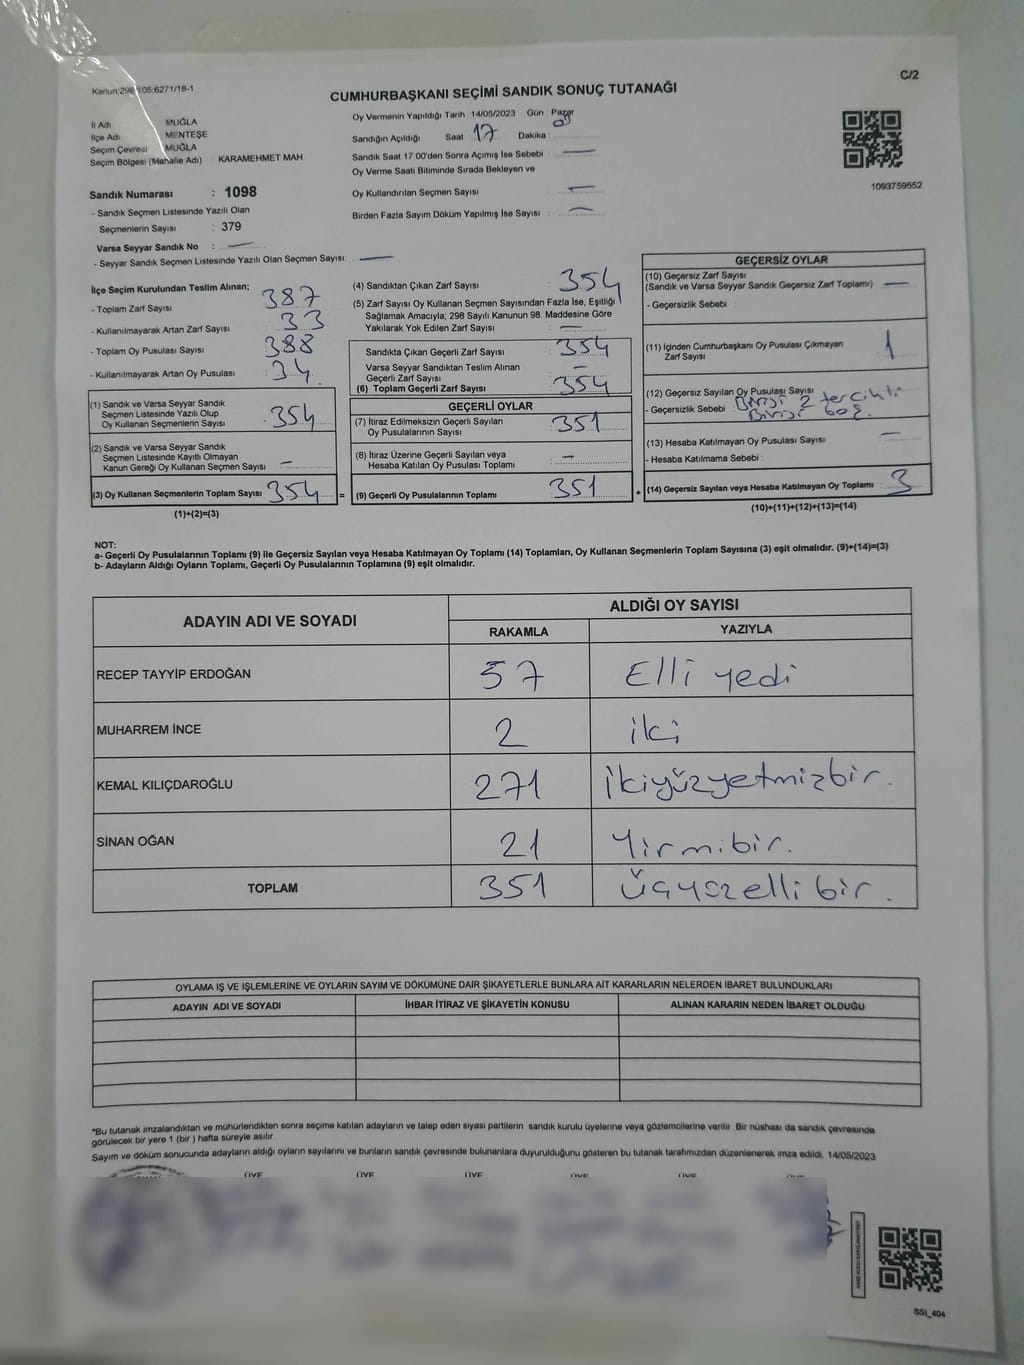 C/2
Kanun;298/105;6271/18-1
CUMHURBAŞKANI SEÇİMİ SANDIK SONUÇ TUTANAĞI
İl Adı MUĞLA
İlçe Adı MENTEŞE
Seçim Çevresi MUĞLA
Seçim Bölgesi (Mahalle Adı) KARAMEHMET MAH
Sandık Numarası : 1098
- Sandık Seçmen Listesinde Yazılı Olan
Seçmenlerin Sayısı : 379
Varsa Seyyar Sandık No : —
- Seyyar Sandık Seçmen Listesinde Yazılı Olan Seçmen Sayısı: —
Oy Vermenin Yapıldığı Tarih 14/05/2023 Gün Pazar
Sandığın Açıldığı Saat 17 Dakika :
Sandık Saat 17:00'den Sonra Açımış İse Sebebi : —
Oy Verme Saati Bitiminde Sırada Bekleyen ve
Oy Kullandırılan Seçmen Sayısı : —
Birden Fazla Sayım Döküm Yapılmış İse Sayısı : —
1093759552
İlçe Seçim Kurulundan Teslim Alınan;
- Toplam Zarf Sayısı 387
- Kullanılmayarak Artan Zarf Sayısı 33
- Toplam Oy Pusulası Sayısı 388
- Kullanılmayarak Artan Oy Pusulası 34
(1) Sandık ve Varsa Seyyar Sandık
Seçmen Listesinde Yazılı Olup
Oy Kullanan Seçmenlerin Sayısı 354
(2) Sandık ve Varsa Seyyar Sandık
Seçmen Listesinde Kayıtlı Olmayan
Kanun Gereği Oy Kullanan Seçmen Sayısı —
(3) Oy Kullanan Seçmenlerin Toplam Sayısı 354 =
(1)+(2)=(3)
(4) Sandıktan Çıkan Zarf Sayısı : 354
(5) Zarf Sayısı Oy Kullanan Seçmen Sayısından Fazla İse, Eşitliği
Sağlamak Amacıyla, 298 Sayılı Kanunun 98. Maddesine Göre
Yakılarak Yok Edilen Zarf Sayısı : —
Sandıkta Çıkan Geçerli Zarf Sayısı : 354
Varsa Seyyar Sandıktan Teslim Alınan
Geçerli Zarf Sayısı : —
(6) Toplam Geçerli Zarf Sayısı : 354
GEÇERLİ OYLAR
(7) İtiraz Edilmeksizin Geçerli Sayılan
Oy Pusulalarının Sayısı : 351
(8) İtiraz Üzerine Geçerli Sayılan veya
Hesaba Katılan Oy Pusulası Toplamı : —
(9) Geçerli Oy Pusulalarının Toplamı : 351 +
GEÇERSİZ OYLAR
(10) Geçersiz Zarf Sayısı
(Sandık ve Varsa Seyyar Sandık Geçersiz Zarf Toplamı) : —
- Geçersizlik Sebebi :
(11) İçinden Cumhurbaşkanı Oy Pusulası Çıkmayan
Zarf Sayısı : 1
(12) Geçersiz Sayılan Oy Pusulası Sayısı
- Geçersizlik Sebebi : Birisi 2 tercihli
Birisi boş.
(13) Hesaba Katılmayan Oy Pusulası Sayısı : —
- Hesaba Katılmama Sebebi :
(14) Geçersiz Sayılan veya Hesaba Katılmayan Oy Toplamı : 3
(10)+(11)+(12)+(13)=(14)
NOT:
a- Geçerli Oy Pusulalarının Toplamı (9) ile Geçersiz Sayılan veya Hesaba Katılmayan Oy Toplamı (14) Toplamları, Oy Kullanan Seçmenlerin Toplam Sayısına (3) eşit olmalıdır. (9)+(14)=(3)
b- Adayların Aldığı Oyların Toplamı, Geçerli Oy Pusulalarının Toplamına (9) eşit olmalıdır.
ADAYIN ADI VE SOYADI ALDIĞI OY SAYISI
RAKAMLA YAZIYLA
RECEP TAYYİP ERDOĞAN 57 Elli yedi
MUHARREM İNCE 2 iki
KEMAL KILIÇDAROĞLU 271 İkiyüzyetmişbir.
SİNAN OĞAN 21 Yirmibir.
TOPLAM 351 Üçyüzellibir.
OYLAMA İŞ VE İŞLEMLERİNE VE OYLARIN SAYIM VE DÖKÜMÜNE DAİR ŞİKAYETLERLE BUNLARA AİT KARARLARIN NELERDEN İBARET BULUNDUKLARI
ADAYIN ADI VE SOYADI İHBAR İTİRAZ VE ŞİKAYETİN KONUSU ALINAN KARARIN NEDEN İBARET OLDUĞU
*Bu tutanak imzalandıktan ve mühürlendikten sonra seçime katılan adayların ve talep eden siyasi partilerin sandık kurulu üyelerine veya gözlemcilerine verilir. Bir nüshası da sandık çevresinde
görülecek bir yere 1 (bir) hafta süreyle asılır.
Sayım ve döküm sonucunda adayların aldığı oyların sayılarını ve bunların sandık çevresinde bulunanlara duyurulduğunu gösteren bu tutanak tarafımızdan düzenlenerek imza edildi. 14/05/2023
ÜYE ÜYE ÜYE ÜYE ÜYE ÜYE
SSI_404